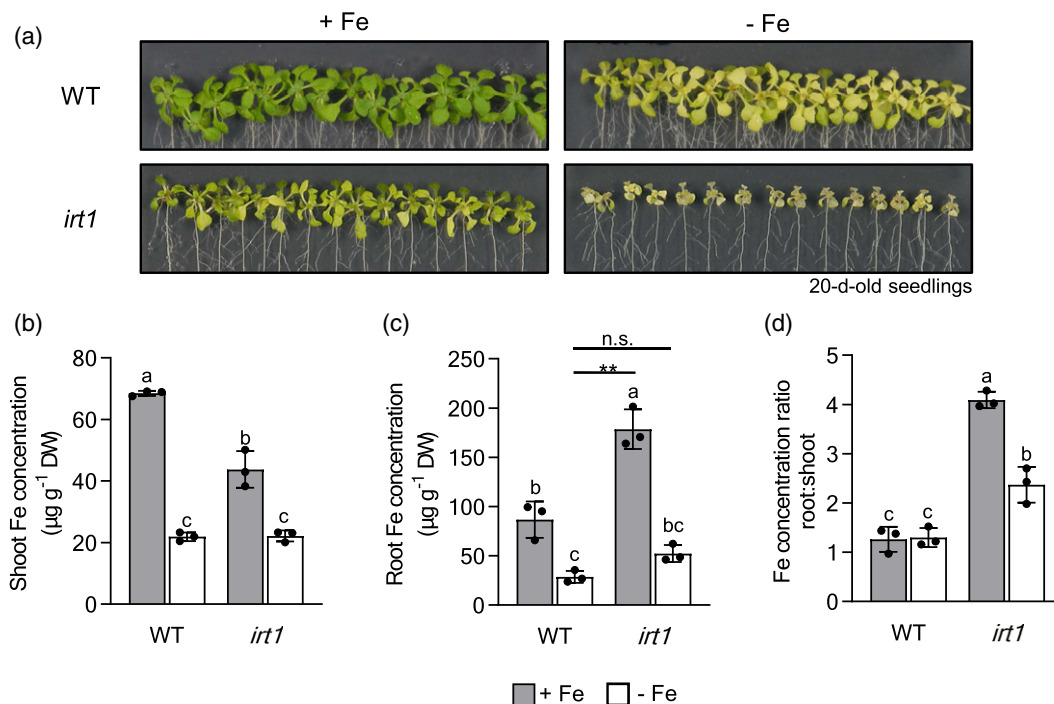 (a)
+ Fe
- Fe
WT
irt1
20-d-old seedlings
(b)
Shoot Fe concentration
(µg g-1 DW)
80
60
40
20
0
a
c
b
c
WT
irt1
(c)
Root Fe concentration
(µg g-1 DW)
250
200
150
100
50
0
n.s.
**
b
c
a
bc
WT
irt1
(d)
Fe concentration ratio
root:shoot
5
4
3
2
1
0
c
c
a
b
WT
irt1
+ Fe
- Fe